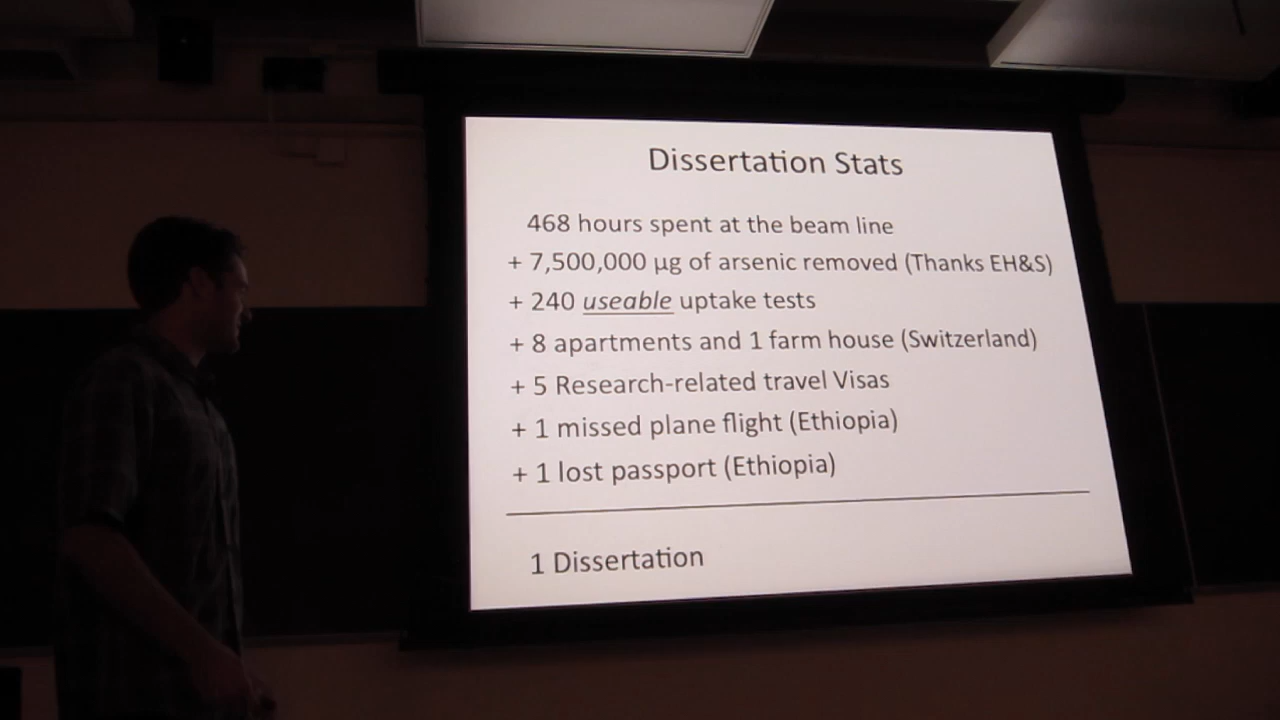 Dissertation Stats
468 hours spent at the beam line
+ 7,500,000 µg of arsenic removed (Thanks EH&S)
+ 240 useable uptake tests
+ 8 apartments and 1 farm house (Switzerland)
+ 5 Research-related travel Visas
+ 1 missed plane flight (Ethiopia)
+ 1 lost passport (Ethiopia)
1 Dissertation